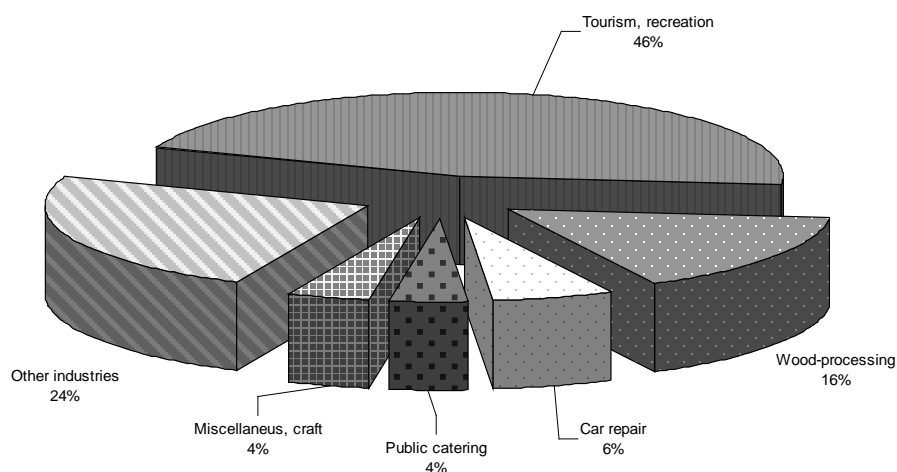 Tourism, recreation
46%
Wood-processing
16%
Car repair
6%
Public catering
4%
Miscellaneus, craft
4%
Other industries
24%